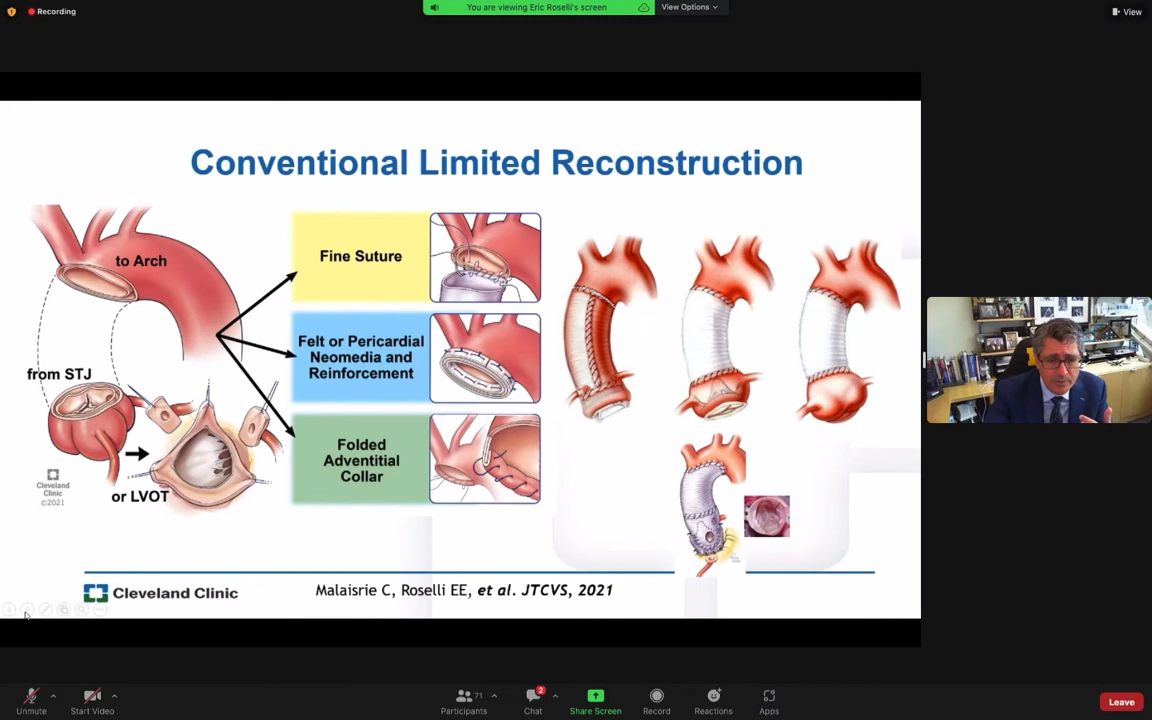 Recording
You are viewing Eric Roselli's screen
View Options
View
Conventional Limited Reconstruction
to Arch
from STJ
or LVOT
Cleveland
Clinic
©2021
Fine Suture
Felt or Pericardial
Neomedia and
Reinforcement
Folded
Adventitial
Collar
Cleveland Clinic
Malaisrie C, Roselli EE, et al. JTCVS, 2021
Unmute
Start Video
71
Participants
2
Chat
Share Screen
Record
Reactions
Apps
Leave